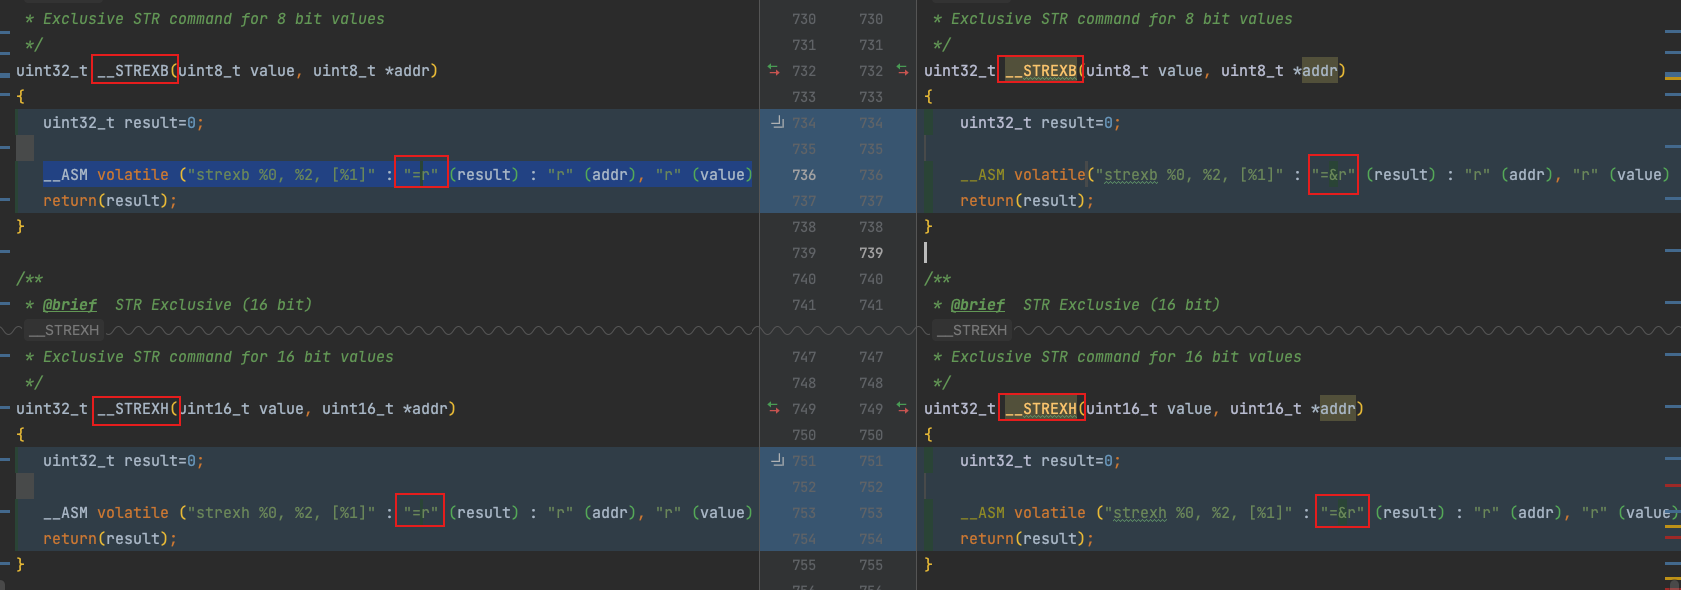 * Exclusive STR command for 8 bit values
*/
uint32_t __STREXB(uint8_t value, uint8_t *addr)
{
uint32_t result=0;
__ASM volatile ("strexb %0, %2, [%1]" : "=r" (result) : "r" (addr), "r" (value)
return(result);
}
/**
* @brief  STR Exclusive (16 bit)
__STREXH
* Exclusive STR command for 16 bit values
*/
uint32_t __STREXH(uint16_t value, uint16_t *addr)
{
uint32_t result=0;
__ASM volatile ("strexh %0, %2, [%1]" : "=r" (result) : "r" (addr), "r" (value)
return(result);
}
730 730
731 731
732 732
733 733
734 734
735 735
736 736
737 737
738 738
739 739
740 740
741 741
747 747
748 748
749 749
750 750
751 751
752 752
753 753
754 754
755 755
* Exclusive STR command for 8 bit values
*/
uint32_t __STREXB(uint8_t value, uint8_t *addr)
{
uint32_t result=0;
__ASM volatile("strexb %0, %2, [%1]" : "=&r" (result) : "r" (addr), "r" (value)
return(result);
}
/**
* @brief  STR Exclusive (16 bit)
__STREXH
* Exclusive STR command for 16 bit values
*/
uint32_t __STREXH(uint16_t value, uint16_t *addr)
{
uint32_t result=0;
__ASM volatile ("strexh %0, %2, [%1]" : "=&r" (result) : "r" (addr), "r" (value)
return(result);
}